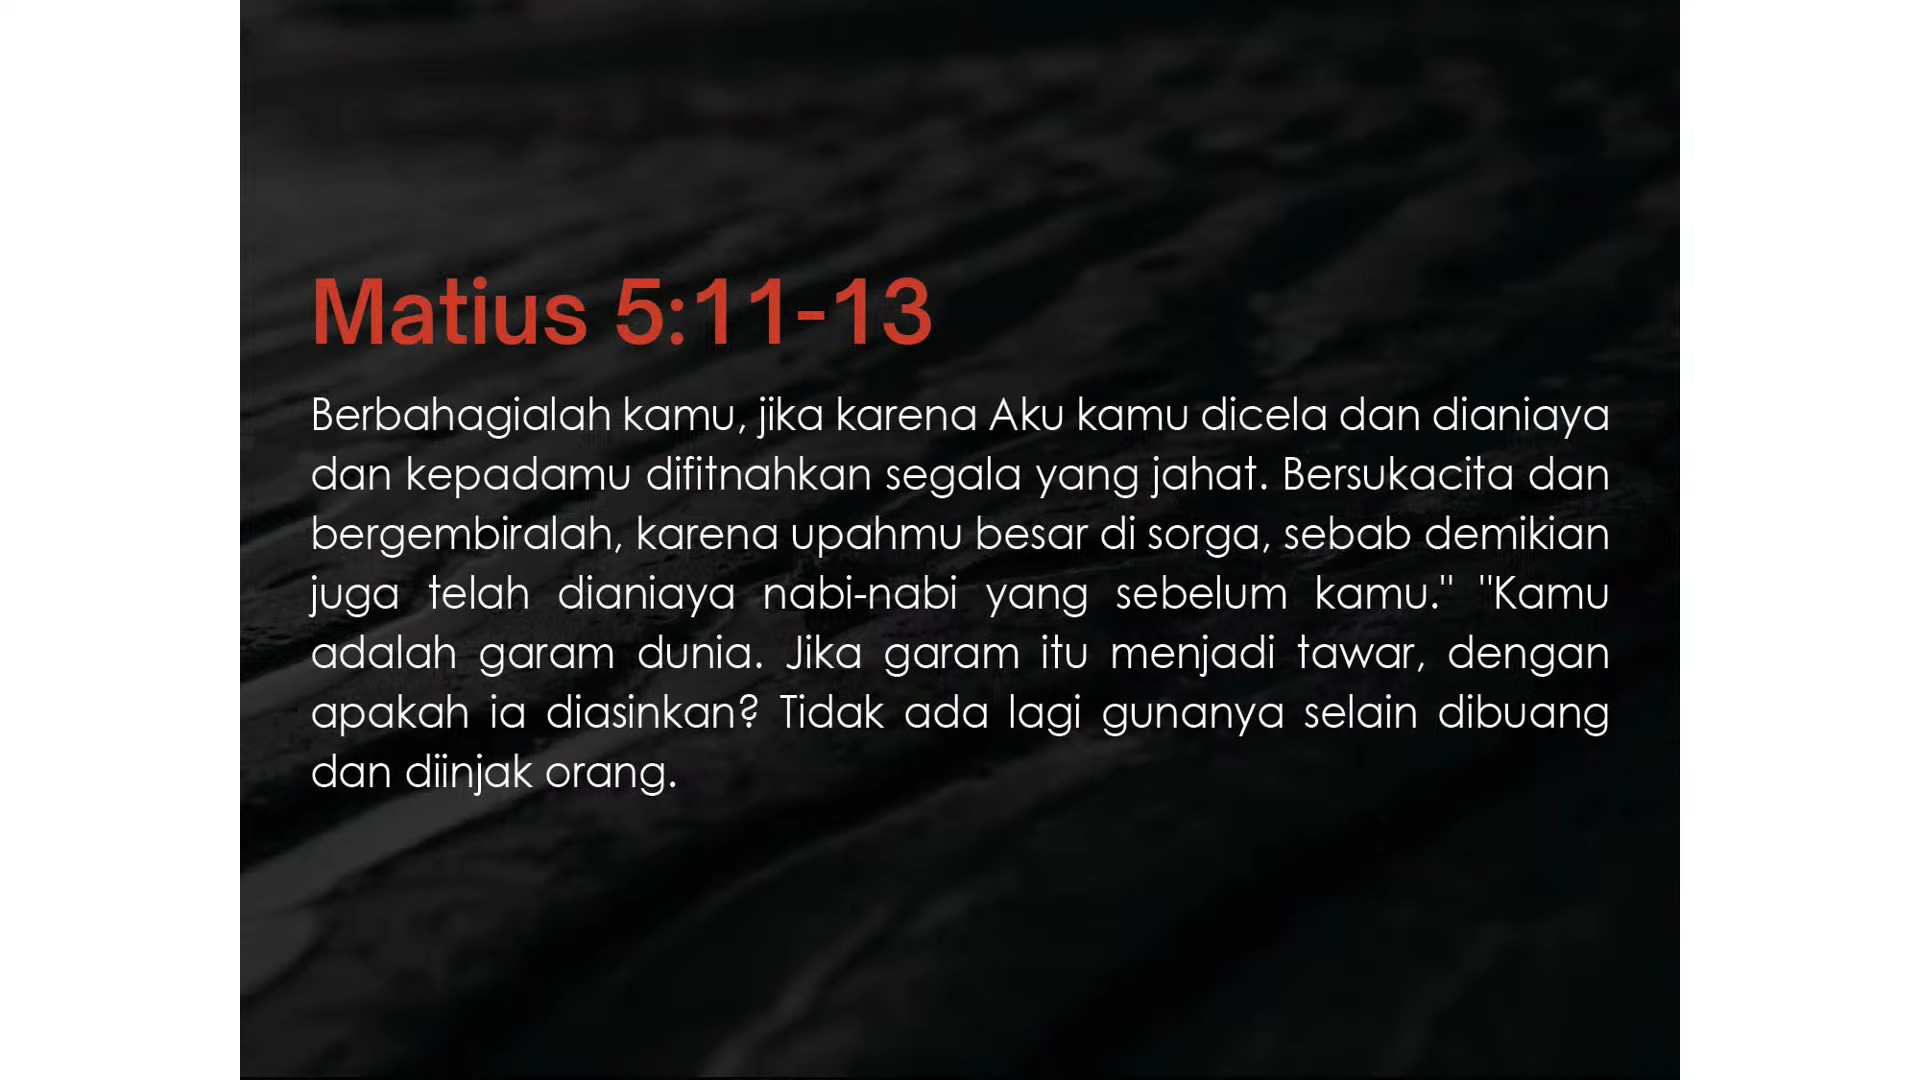 Matius 5:11-13
Berbahagialah kamu, jika karena Aku kamu dicela dan dianiaya
dan kepadamu difitnahkan segala yang jahat. Bersukacita dan
bergembiralah, karena upahmu besar di sorga, sebab demikian
juga telah dianiaya nabi-nabi yang sebelum kamu." "Kamu
adalah garam dunia. Jika garam itu menjadi tawar, dengan
apakah ia diasinkan? Tidak ada lagi gunanya selain dibuang
dan diinjak orang.